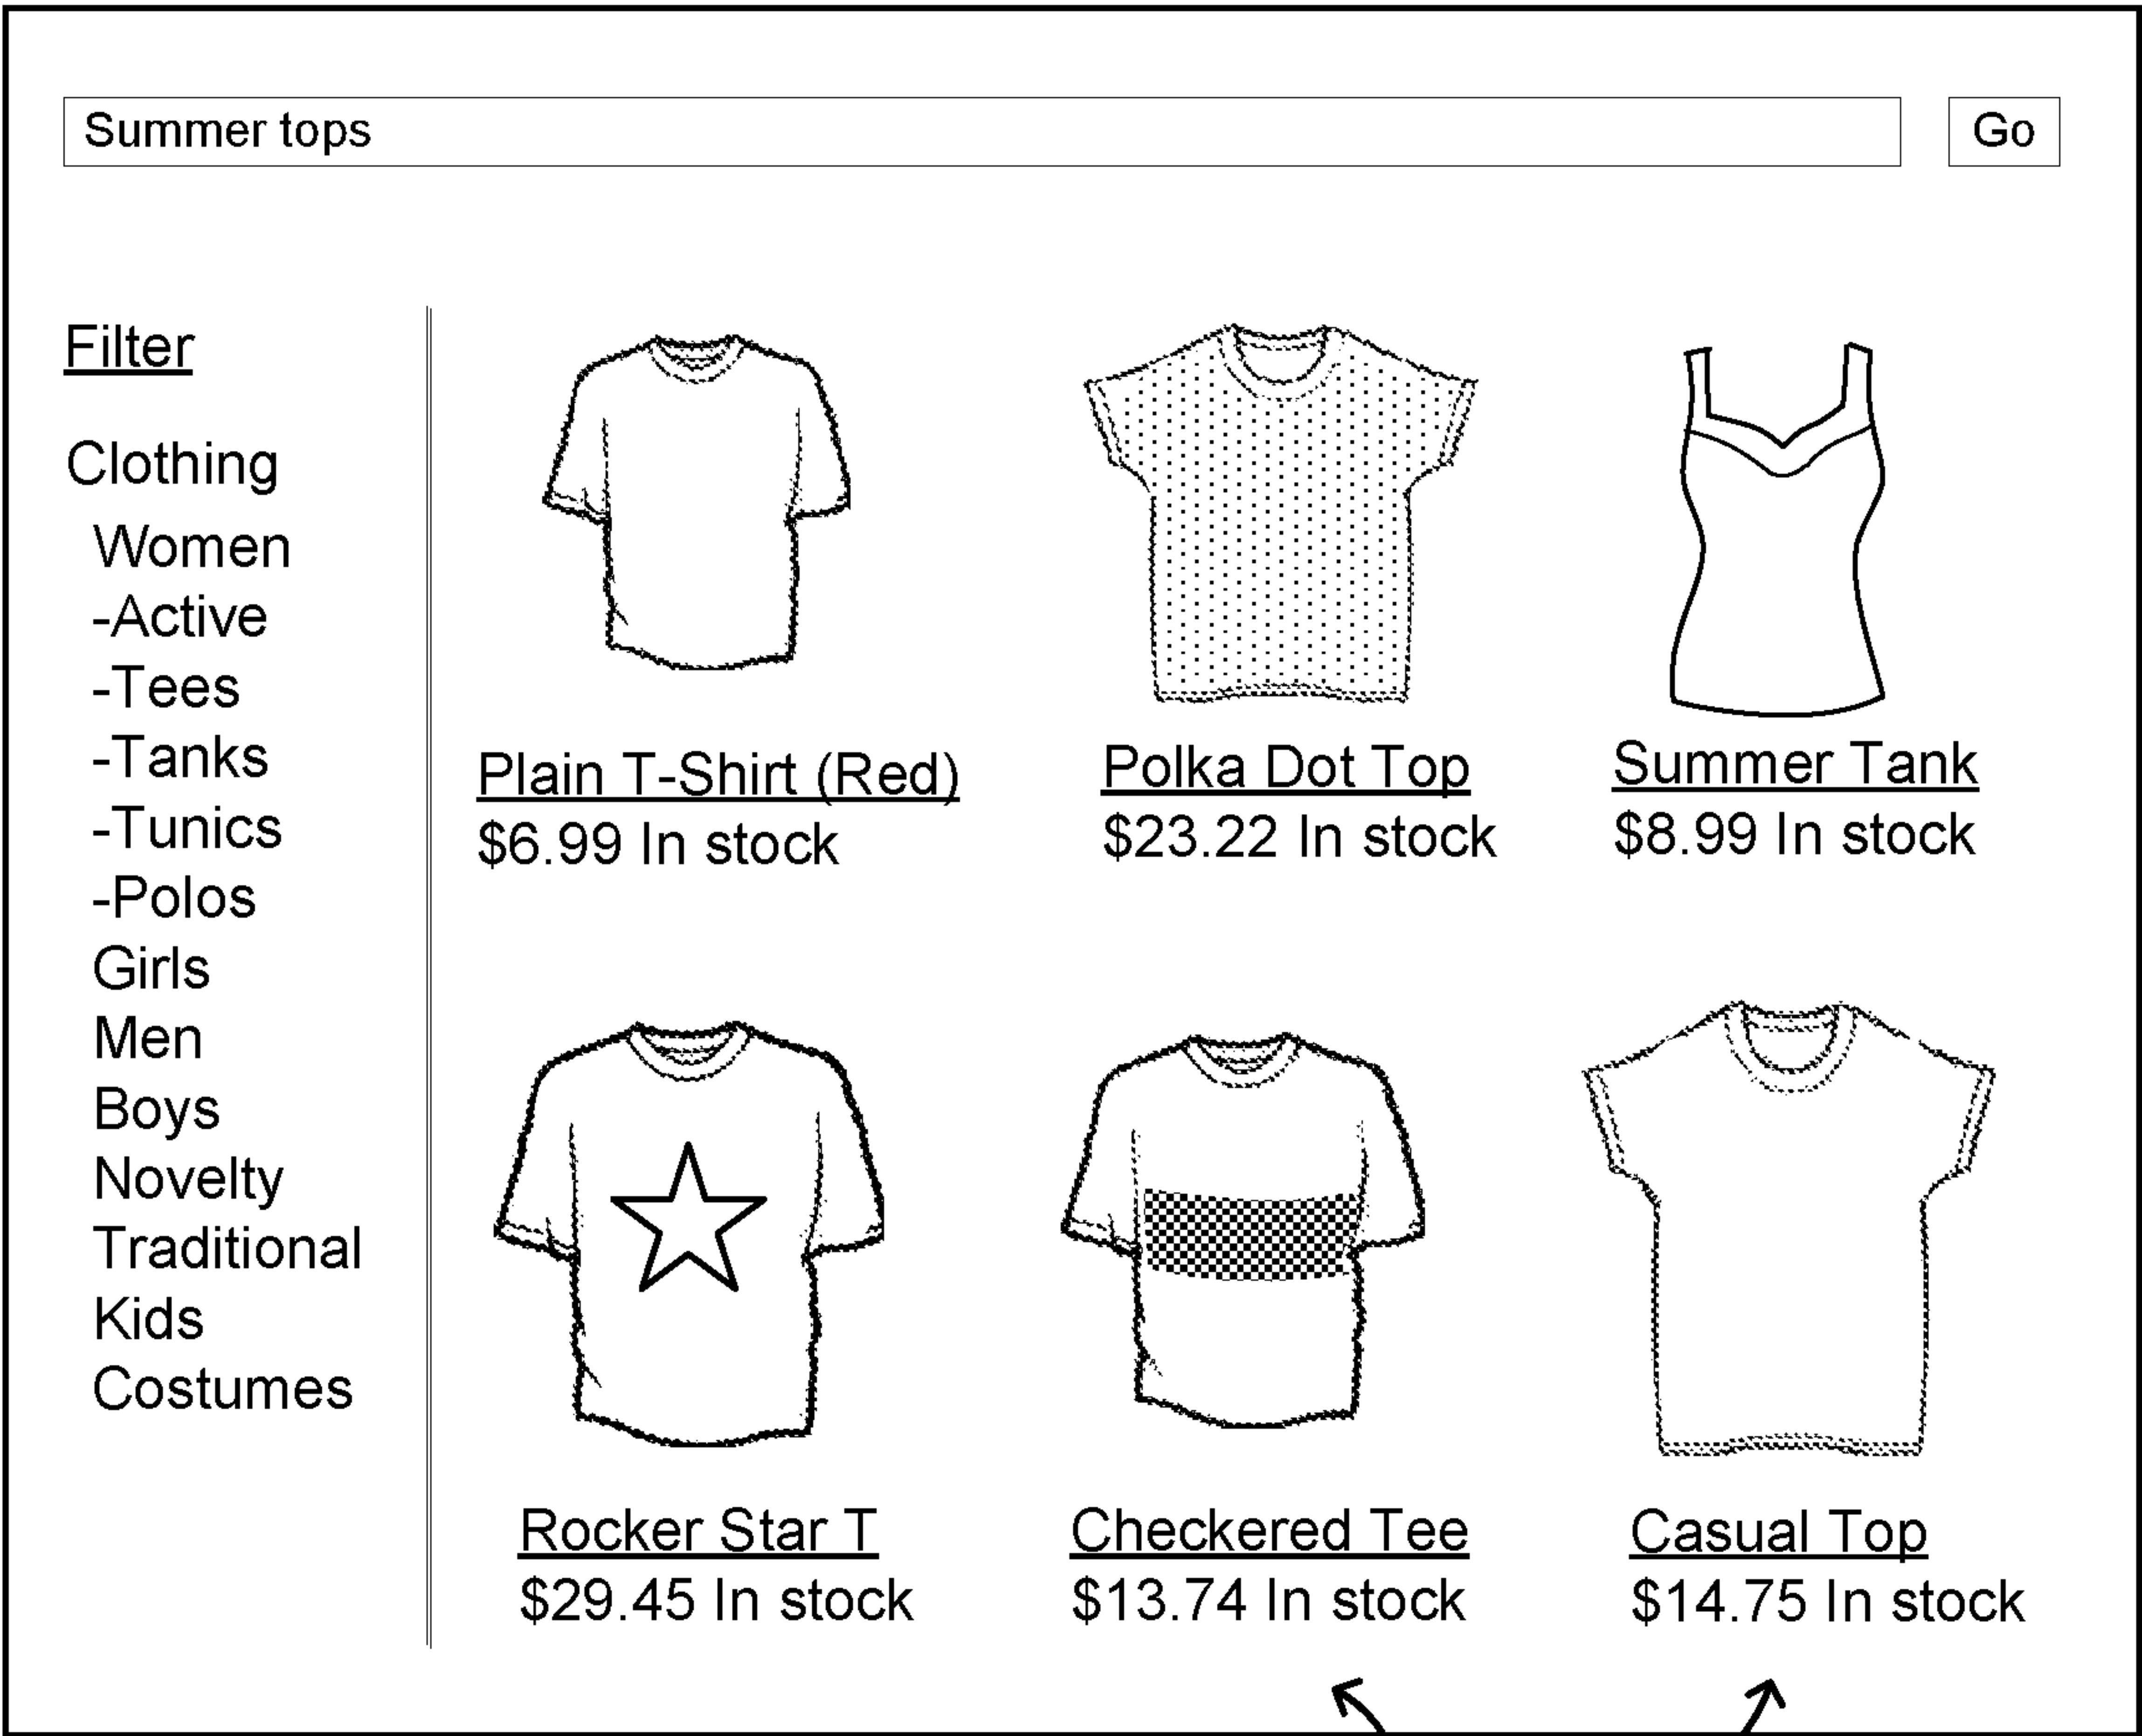 Summer tops
Go
Filter
Clothing
Women
-Active
-Tees
-Tanks
-Tunics
-Polos
Girls
Men
Boys
Novelty
Traditional
Kids
Costumes
Plain T-Shirt (Red)
$6.99 In stock
Polka Dot Top
$23.22 In stock
Summer Tank
$8.99 In stock
Rocker Star T
$29.45 In stock
Checkered Tee
$13.74 In stock
Casual Top
$14.75 In stock